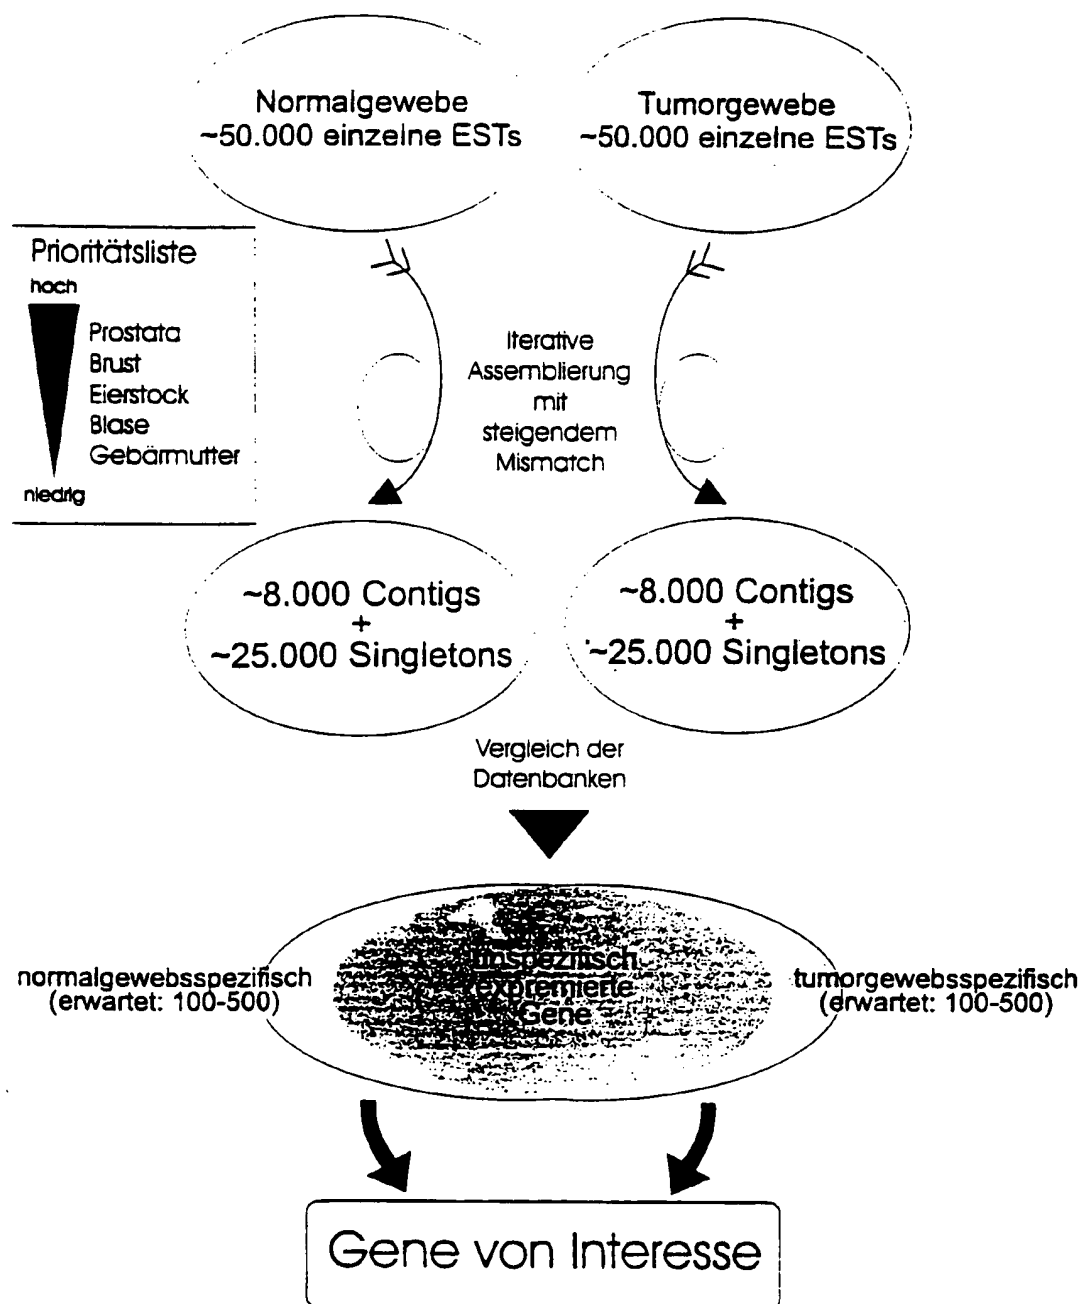 Normalgewebe
~50.000 einzelne ESTs
Tumorgewebe
~50.000 einzelne ESTs
Prioritätsliste
hoch
Prostata
Brust
Eierstock
Blase
Gebärmutter
niedrig
Iterative
Assemblierung
mit
steigendem
Mismatch
~8.000 Contigs
+
~25.000 Singletons
~8.000 Contigs
+
~25.000 Singletons
Vergleich der
Datenbanken
normalgewebsspezifisch
(erwartet: 100-500)
Unspezifisch
expremierte
Gene
tumorgewebsspezifisch
(erwartet: 100-500)
Gene von Interesse